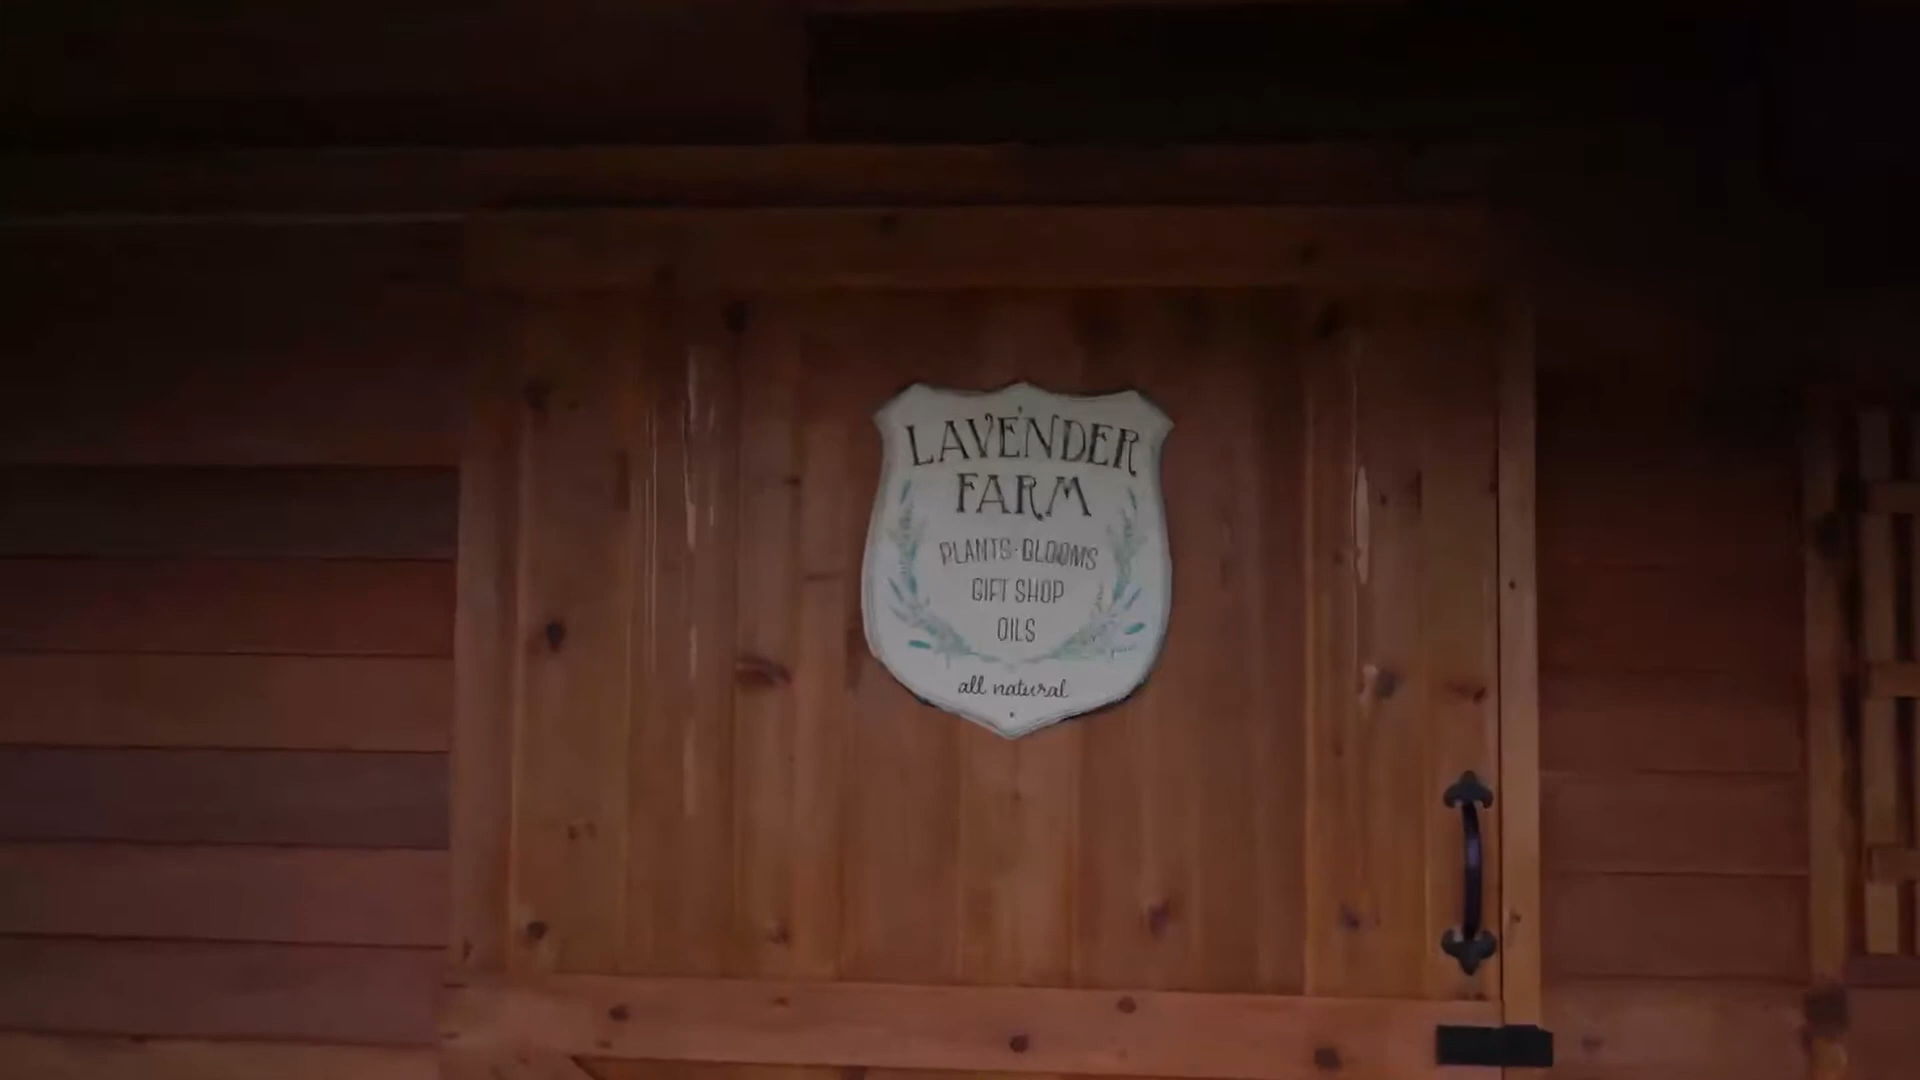 LAVENDER
FARM
PLANTS·BLOOMS
GIFT SHOP
OILS
all natural